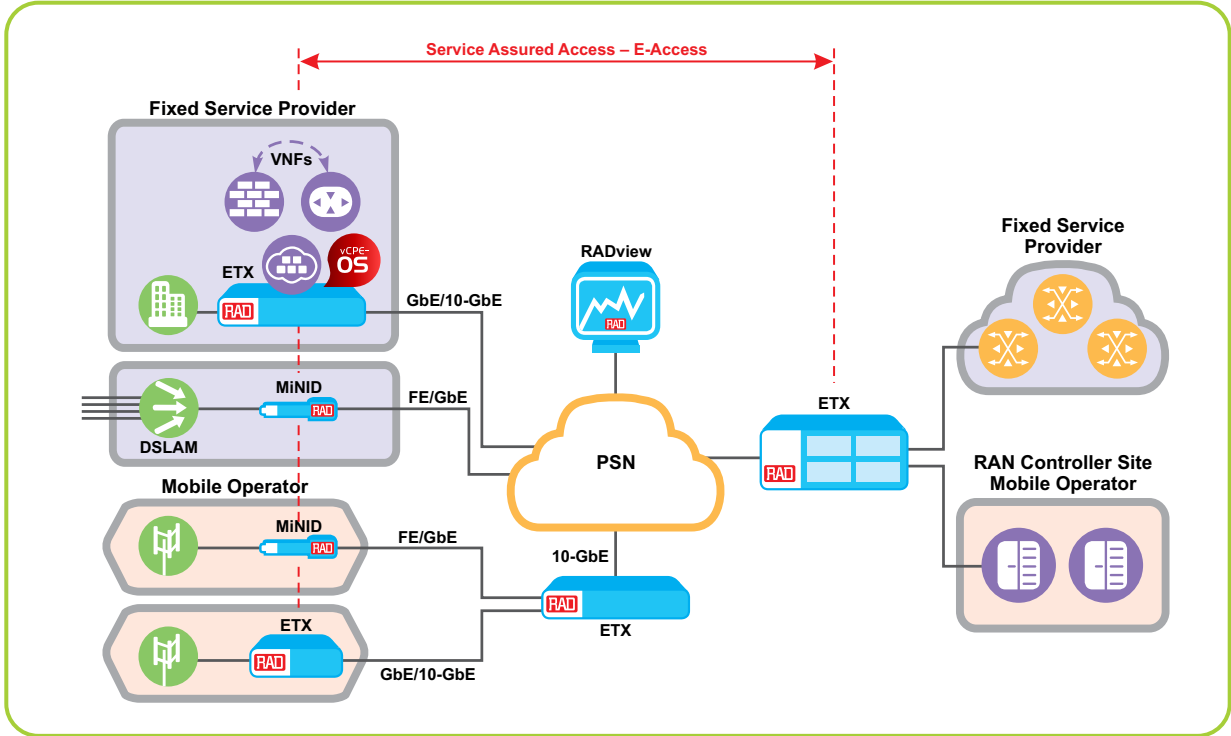 Service Assured Access – E-Access
Fixed Service Provider
VNFs
vCPE-
OS
ETX
RAD
GbE/10-GbE
MiNID
RAD
FE/GbE
DSLAM
Mobile Operator
MiNID
RAD
FE/GbE
ETX
RAD
GbE/10-GbE
RADview
RAD
PSN
10-GbE
RAD
ETX
ETX
RAD
Fixed Service
Provider
RAN Controller Site
Mobile Operator